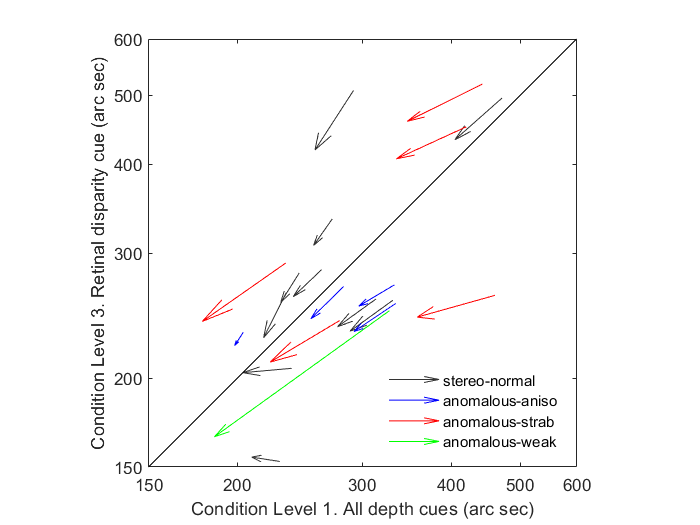 600
500
400
300
200
150
Condition Level 3. Retinal disparity cue (arc sec)
stereo-normal
anomalous-aniso
anomalous-strab
anomalous-weak
150 200 300 400 500 600
Condition Level 1. All depth cues (arc sec)